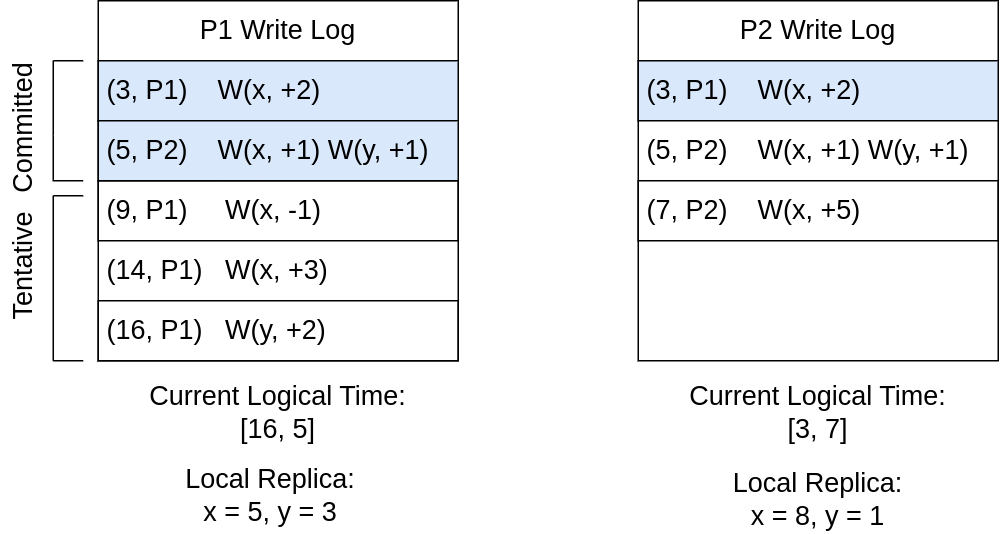 P1 Write Log
Committed
(3, P1) W(x, +2)
(5, P2) W(x, +1) W(y, +1)
Tentative
(9, P1) W(x, -1)
(14, P1) W(x, +3)
(16, P1) W(y, +2)
Current Logical Time:
[16, 5]
Local Replica:
x = 5, y = 3
P2 Write Log
(3, P1) W(x, +2)
(5, P2) W(x, +1) W(y, +1)
(7, P2) W(x, +5)
Current Logical Time:
[3, 7]
Local Replica:
x = 8, y = 1